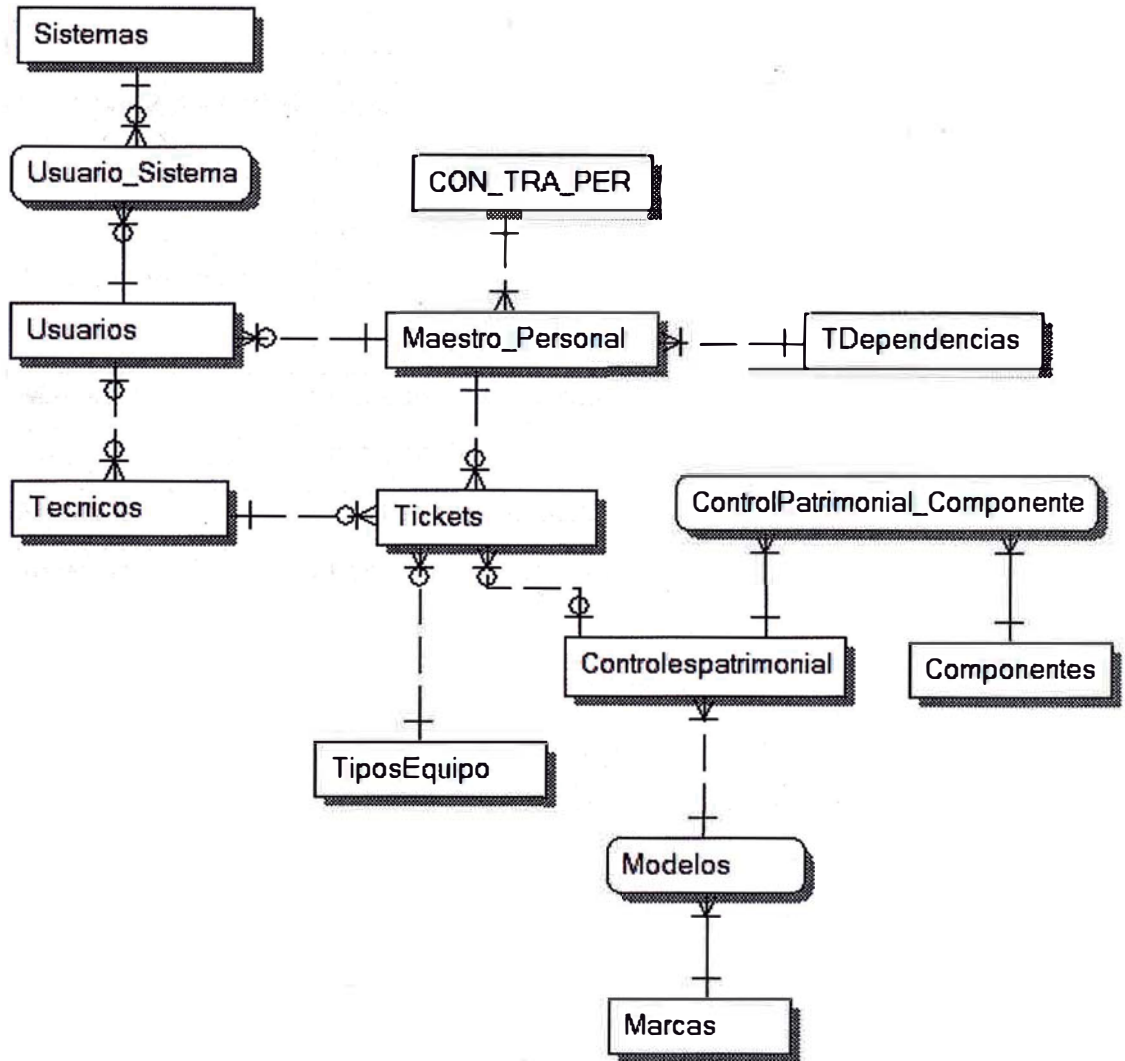 Sistemas
Usuario_Sistema
CON_TRA_PER
Usuarios
Maestro_Personal
TDependencias
Tecnicos
Tickets
ControlPatrimonial_Componente
Controlespatrimonial
Componentes
TiposEquipo
Modelos
Marcas